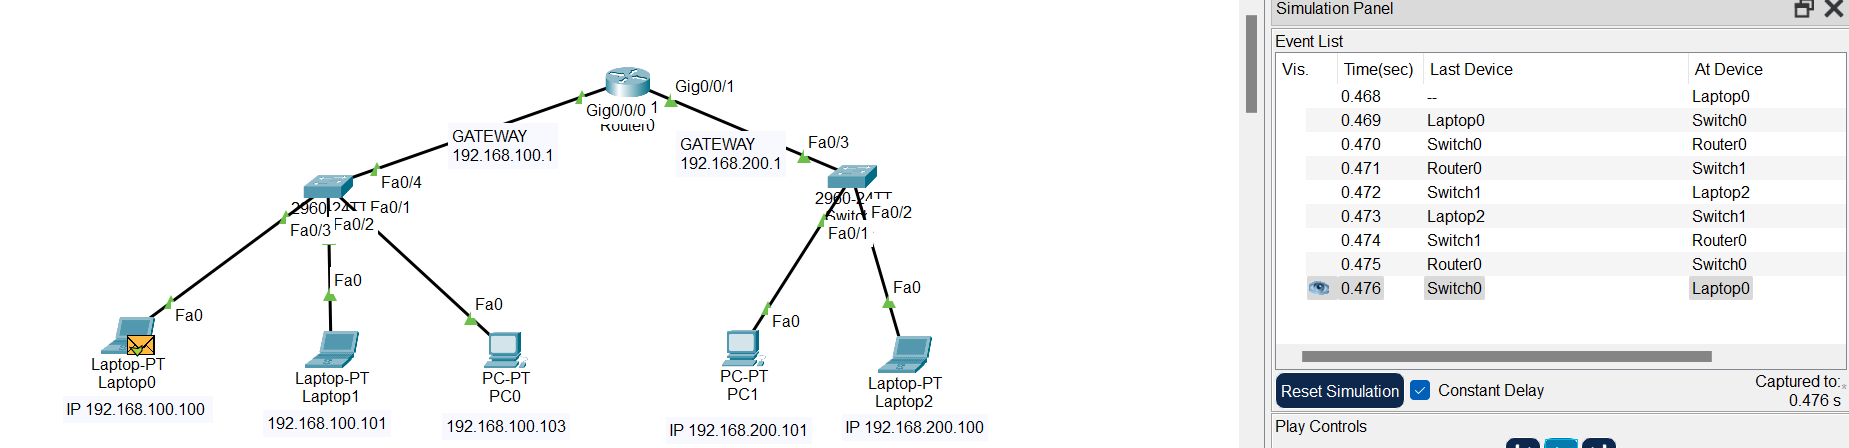 Simulation Panel
Event List
Vis. Time(sec) Last Device At Device
0.468 -- Laptop0
0.469 Laptop0 Switch0
0.470 Switch0 Router0
0.471 Router0 Switch1
0.472 Switch1 Laptop2
0.473 Laptop2 Switch1
0.474 Switch1 Router0
0.475 Router0 Switch0
0.476 Switch0 Laptop0
Reset Simulation Constant Delay
Captured to:
0.476 s
Play Controls
Gig0/0/1
Gig0/0/0 1
Router0
GATEWAY
192.168.100.1
GATEWAY
192.168.200.1
Fa0/3
Fa0/4
Fa0/1
Fa0/2
Fa0/3
Fa0/2
Fa0/1
Fa0
Fa0
Fa0
Fa0
Fa0
Laptop-PT
Laptop0
IP 192.168.100.100
Laptop-PT
Laptop1
192.168.100.101
PC-PT
PC0
192.168.100.103
PC-PT
PC1
IP 192.168.200.101
Laptop-PT
Laptop2
IP 192.168.200.100